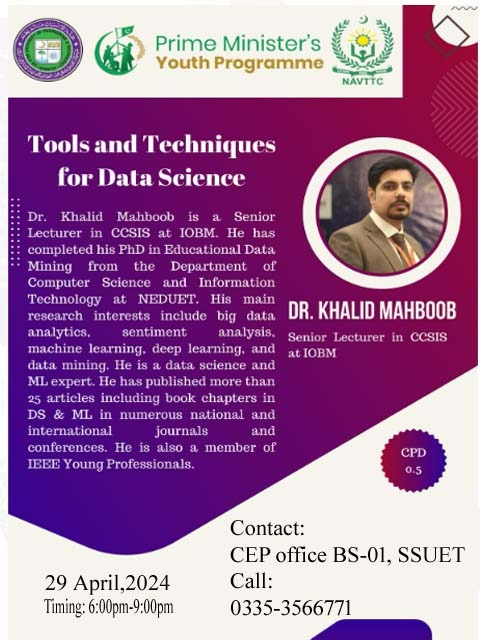 Prime Minister's
Youth Programme
NAVTTC
Tools and Techniques
for Data Science
Dr. Khalid Mahboob is a Senior
Lecturer in CCSIS at IOBM. He has
completed his PhD in Educational Data
Mining from the Department of
Computer Science and Information
Technology at NEDUET. His main
research interests include big data
analytics, sentiment analysis,
machine learning, deep learning, and
data mining. He is a data science and
ML expert. He has published more than
25 articles including book chapters in
DS & ML in numerous national and
international journals and
conferences. He is also a member of
IEEE Young Professionals.
DR. KHALID MAHBOOB
Senior Lecturer in CCSIS
at IOBM
CPD
0.5
Contact:
CEP office BS-01, SSUET
Call:
0335-3566771
29 April,2024
Timing: 6:00pm-9:00pm